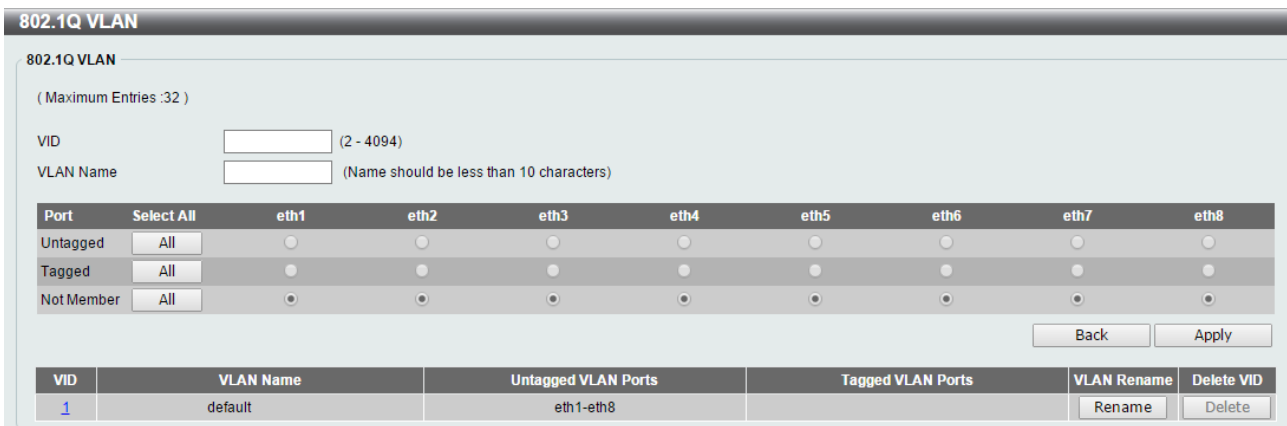 802.1Q VLAN
802.1Q VLAN
( Maximum Entries :32 )
VID (2 - 4094)
VLAN Name (Name should be less than 10 characters)
Port Select All eth1 eth2 eth3 eth4 eth5 eth6 eth7 eth8
Untagged All
Tagged All
Not Member All
Back Apply
VID VLAN Name Untagged VLAN Ports Tagged VLAN Ports VLAN Rename Delete VID
1 default eth1-eth8 Rename Delete